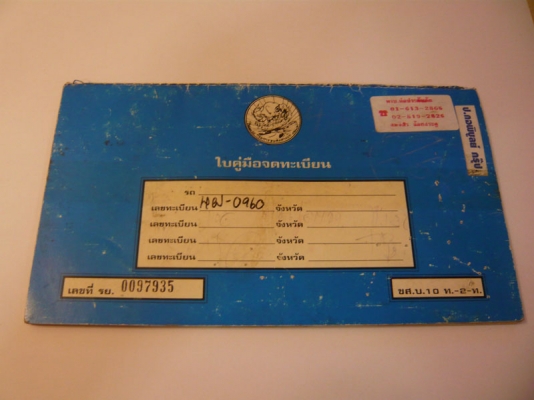 ใบคู่มือจดทะเบียน
รถ
เลขทะเบียน -0960 จังหวัด
เลขทะเบียน จังหวัด
เลขทะเบียน จังหวัด
เลขทะเบียน จังหวัด
เลขที่ รย. 0097935
ขส.บ.10 ท.-2-ท.